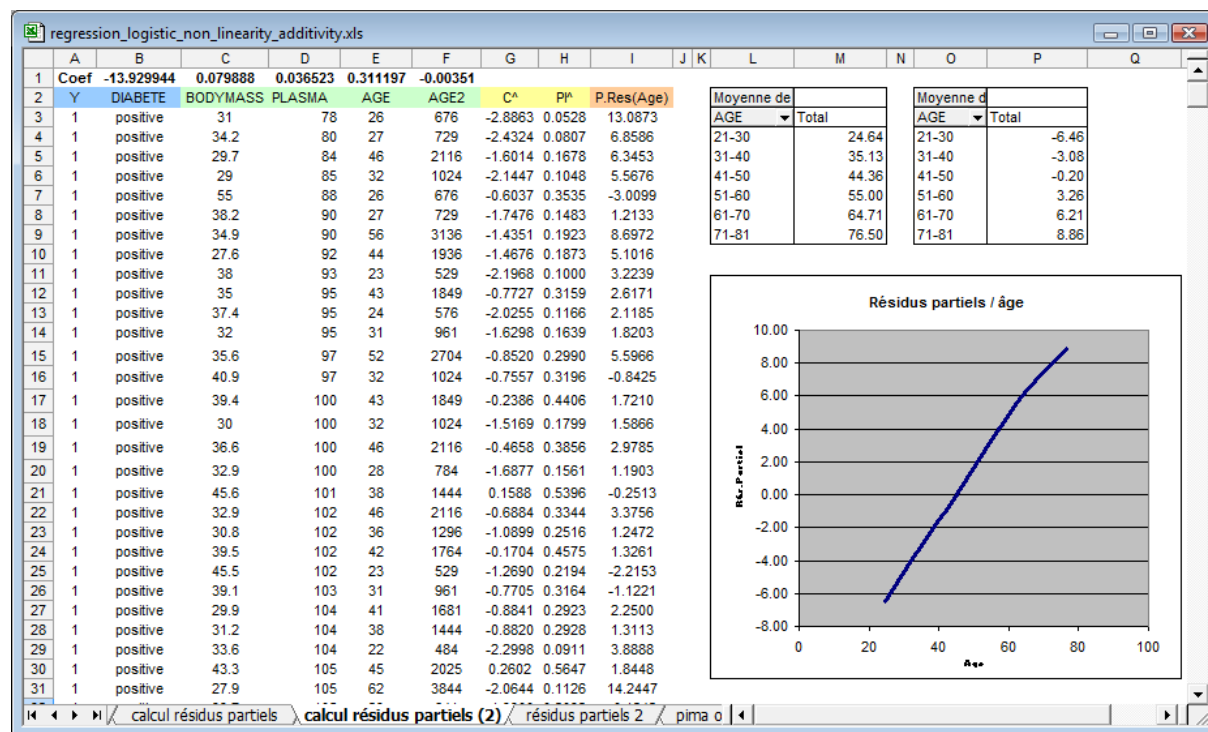 regression_logistic_non_linearity_additivity.xls
A B C D E F G H I J K L M N O P Q
1 Coef -13.929944 0.079888 0.036523 0.311197 -0.00351
2 Y DIABETE BODYMASS PLASMA AGE AGE2 C^ PI^ P.Res(Age) Moyenne de Moyenne d
3 1 positive 31 78 26 676 -2.8863 0.0528 13.0873 AGE Total AGE Total
4 1 positive 34.2 80 27 729 -2.4324 0.0807 6.8586 21-30 24.64 21-30 -6.46
5 1 positive 29.7 84 46 2116 -1.6014 0.1678 6.3453 31-40 35.13 31-40 -3.08
6 1 positive 29 85 32 1024 -2.1447 0.1048 5.5676 41-50 44.36 41-50 -0.20
7 1 positive 55 88 26 676 -0.6037 0.3535 -3.0099 51-60 55.00 51-60 3.26
8 1 positive 38.2 90 27 729 -1.7476 0.1483 1.2133 61-70 64.71 61-70 6.21
9 1 positive 34.9 90 56 3136 -1.4351 0.1923 8.6972 71-81 76.50 71-81 8.86
10 1 positive 27.6 92 44 1936 -1.4676 0.1873 5.1016
11 1 positive 38 93 23 529 -2.1968 0.1000 3.2239
12 1 positive 35 95 43 1849 -0.7727 0.3159 2.6171
13 1 positive 37.4 95 24 576 -2.0255 0.1166 2.1185
14 1 positive 32 95 31 961 -1.6298 0.1639 1.8203
15 1 positive 35.6 97 52 2704 -0.8520 0.2990 5.5966
16 1 positive 40.9 97 32 1024 -0.7557 0.3196 -0.8425
17 1 positive 39.4 100 43 1849 -0.2386 0.4406 1.7210
18 1 positive 30 100 32 1024 -1.5169 0.1799 1.5866
19 1 positive 36.6 100 46 2116 -0.4658 0.3856 2.9785
20 1 positive 32.9 100 28 784 -1.6877 0.1561 1.1903
21 1 positive 45.6 101 38 1444 0.1588 0.5396 -0.2513
22 1 positive 32.9 102 46 2116 -0.6884 0.3344 3.3756
23 1 positive 30.8 102 36 1296 -1.0899 0.2516 1.2472
24 1 positive 39.5 102 42 1764 -0.1704 0.4575 1.3261
25 1 positive 45.5 102 23 529 -1.2690 0.2194 -2.2153
26 1 positive 39.1 103 31 961 -0.7705 0.3164 -1.1221
27 1 positive 29.9 104 41 1681 -0.8841 0.2923 2.2500
28 1 positive 31.2 104 38 1444 -0.8820 0.2928 1.3113
29 1 positive 33.6 104 22 484 -2.2998 0.0911 3.8888
30 1 positive 43.3 105 45 2025 0.2602 0.5647 1.8448
31 1 positive 27.9 105 62 3844 -2.0644 0.1126 14.2447
Résidus partiels / âge
10.00
8.00
6.00
4.00
2.00
0.00
-2.00
-4.00
-6.00
-8.00
Rés.Partiel
0 20 40 60 80 100
Age
calcul résidus partiels calcul résidus partiels (2) résidus partiels 2 pima o